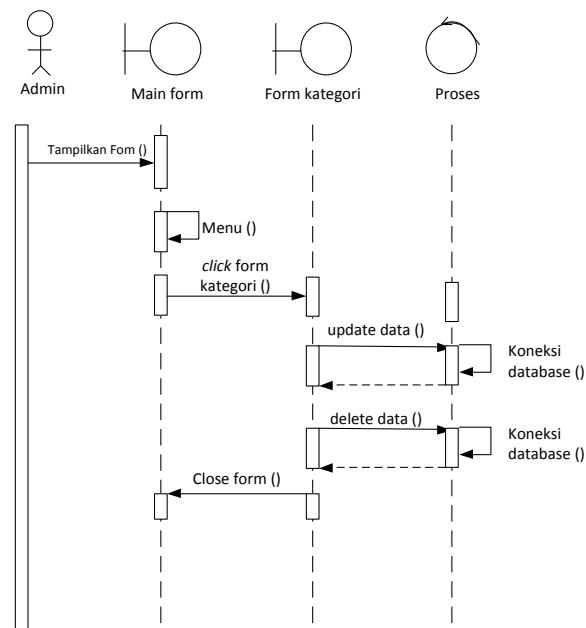 Admin
Main form
Form kategori
Proses
Tampilkan Fom ()
Menu ()
click form
kategori ()
update data ()
Koneksi
database ()
delete data ()
Koneksi
database ()
Close form ()